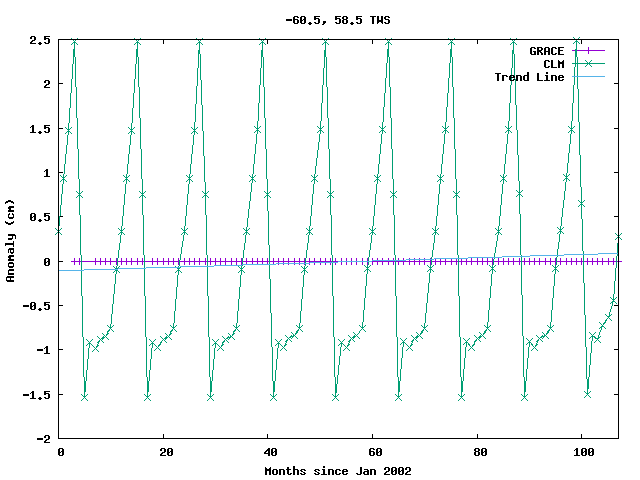 -60.5, 58.5 TWS
GRACE
CLM
Trend Line
2.5
2
1.5
1
0.5
0
-0.5
-1
-1.5
-2
Anomaly (cm)
0 20 40 60 80 100
Months since Jan 2002